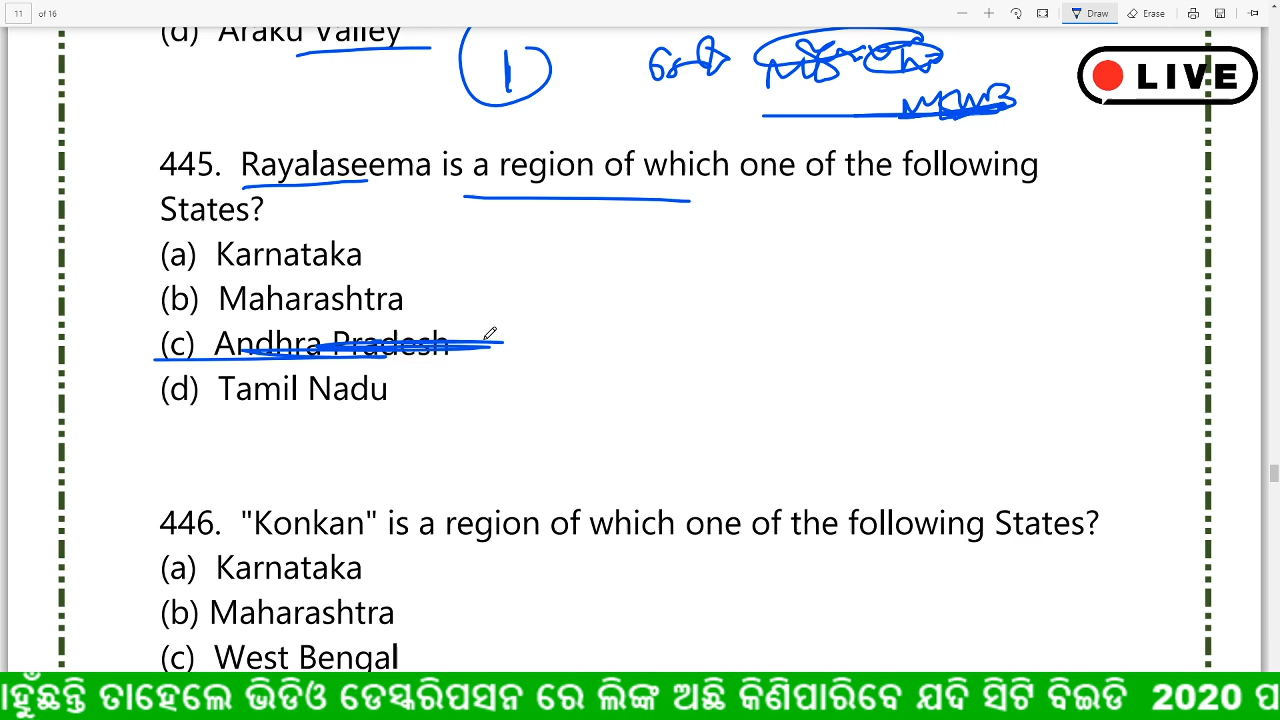 11 of 16
Draw
Erase
(d) Araku Valley
1
LIVE
445. Rayalaseema is a region of which one of the following
States?
(a) Karnataka
(b) Maharashtra
(c) Andhra Pradesh
(d) Tamil Nadu
446. "Konkan" is a region of which one of the following States?
(a) Karnataka
(b) Maharashtra
(c) West Bengal
ାହୁଁଛନ୍ତି ତାହେଲେ ଭିଡିଓ ଡେସ୍କରିପସନ ରେ ଲିଙ୍କ ଅଛି କିଣିପାରିବେ ଯଦି ସିଟି ବିଇଡି 2020 ପ